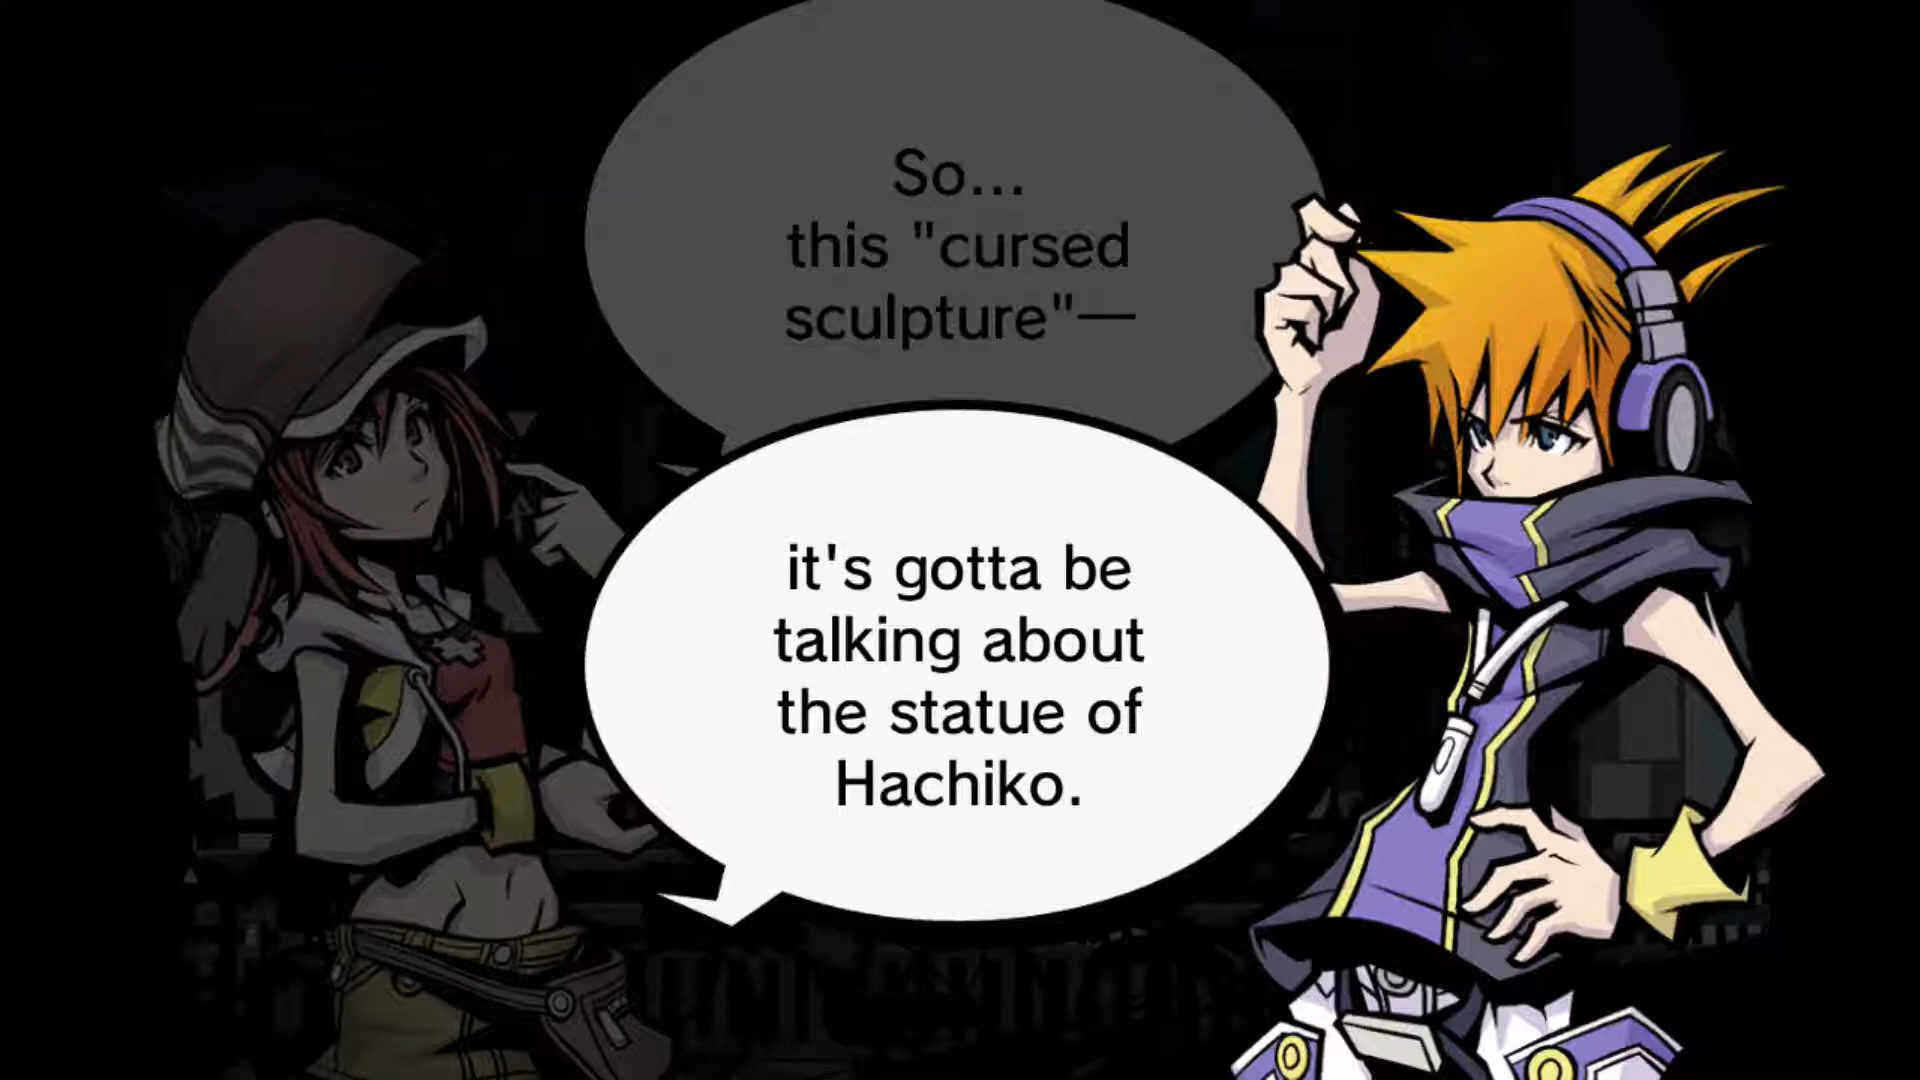 So...
this "cursed
sculpture"—
it's gotta be
talking about
the statue of
Hachiko.